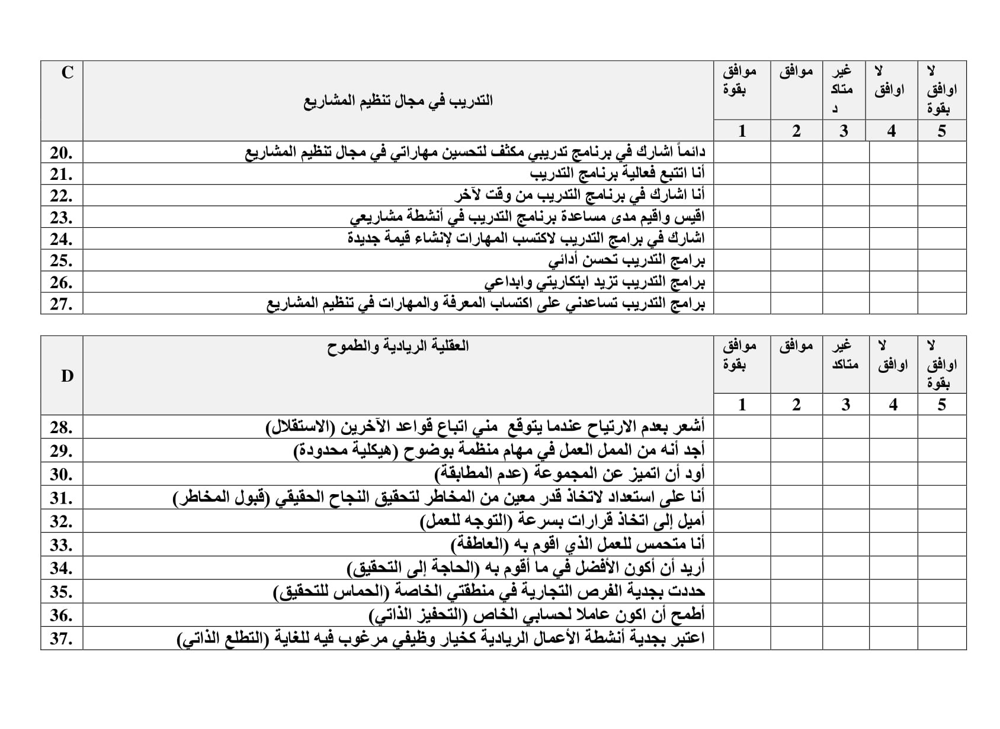 C
التدريب في مجال تنظيم المشاريع
موافق بقوة
موافق
غير متاكد
لا اوافق
لا اوافق بقوة
1 2 3 4 5
20. دائماً اشارك في برنامج تدريبي مكثف لتحسين مهاراتي في مجال تنظيم المشاريع
21. أنا اتتبع فعالية برنامج التدريب
22. أنا اشارك في برنامج التدريب من وقت لآخر
23. اقيس واقيم مدى مساعدة برنامج التدريب في أنشطة مشاريعي
24. اشارك في برامج التدريب لاكتسب المهارات لإنشاء قيمة جديدة
25. برامج التدريب تحسن أدائي
26. برامج التدريب تزيد ابتكاريتي وابداعي
27. برامج التدريب تساعدني على اكتساب المعرفة والمهارات في تنظيم المشاريع
D
العقلية الريادية والطموح
موافق بقوة
موافق
غير متاكد
لا اوافق
لا اوافق بقوة
1 2 3 4 5
28. أشعر بعدم الارتياح عندما يتوقع مني اتباع قواعد الآخرين (الاستقلال)
29. أجد أنه من الممل العمل في مهام منظمة بوضوح (هيكلية محدودة)
30. أود أن اتميز عن المجموعة (عدم المطابقة)
31. أنا على استعداد لاتخاذ قدر معين من المخاطر لتحقيق النجاح الحقيقي (قبول المخاطر)
32. أميل إلى اتخاذ قرارات بسرعة (التوجه للعمل)
33. أنا متحمس للعمل الذي اقوم به (العاطفة)
34. أريد أن أكون الأفضل في ما أقوم به (الحاجة إلى التحقيق)
35. حددت بجدية الفرص التجارية في منطقتي الخاصة (الحماس للتحقيق)
36. أطمح أن اكون عاملا لحسابي الخاص (التحفيز الذاتي)
37. اعتبر بجدية أنشطة الأعمال الريادية كخيار وظيفي مرغوب فيه للغاية (التطلع الذاتي)